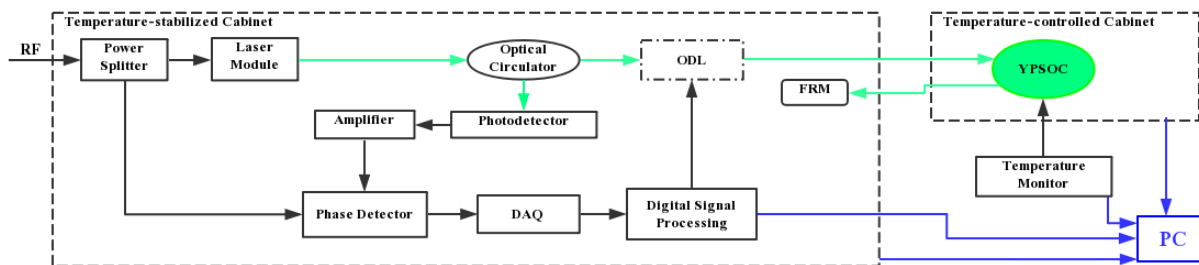 Temperature-stabilized Cabinet
Temperature-controlled Cabinet
RF
Power
Splitter
Laser
Module
Optical
Circulator
ODL
YPSOC
FRM
Amplifier
Photodetector
Temperature
Monitor
Phase Detector
DAQ
Digital Signal
Processing
PC